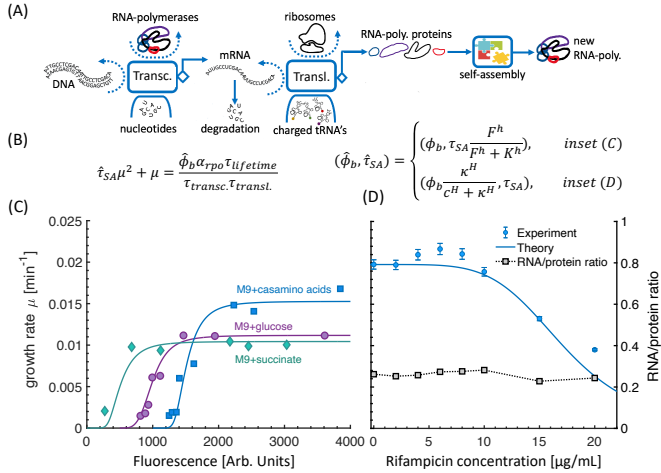 (A)
RNA-polymerases
ribosomes
DNA
Transc.
mRNA
Transl.
RNA-poly. proteins
self-assembly
new
RNA-poly.
nucleotides
degradation
charged tRNA's
(B)
τ̂_SA μ² + μ = ϕ̂_b α_rpo τ_lifetime / τ_transc. τ_transl.
(ϕ̂_b, τ̂_SA) = { (ϕ_b, τ_SA F^h / F^h + K^h), inset (C)
(ϕ_b κ^H / c^H + κ^H, τ_SA), inset (D)
(C)
growth rate μ [min⁻¹]
0.025
0.02
0.015
0.01
0.005
0
M9+casamino acids
M9+glucose
M9+succinate
0 1000 2000 3000 4000
Fluorescence [Arb. Units]
(D)
Experiment
Theory
RNA/protein ratio
1
0.8
0.6
0.4
0.2
0
RNA/protein ratio
0 5 10 15 20
Rifampicin concentration [µg/mL]